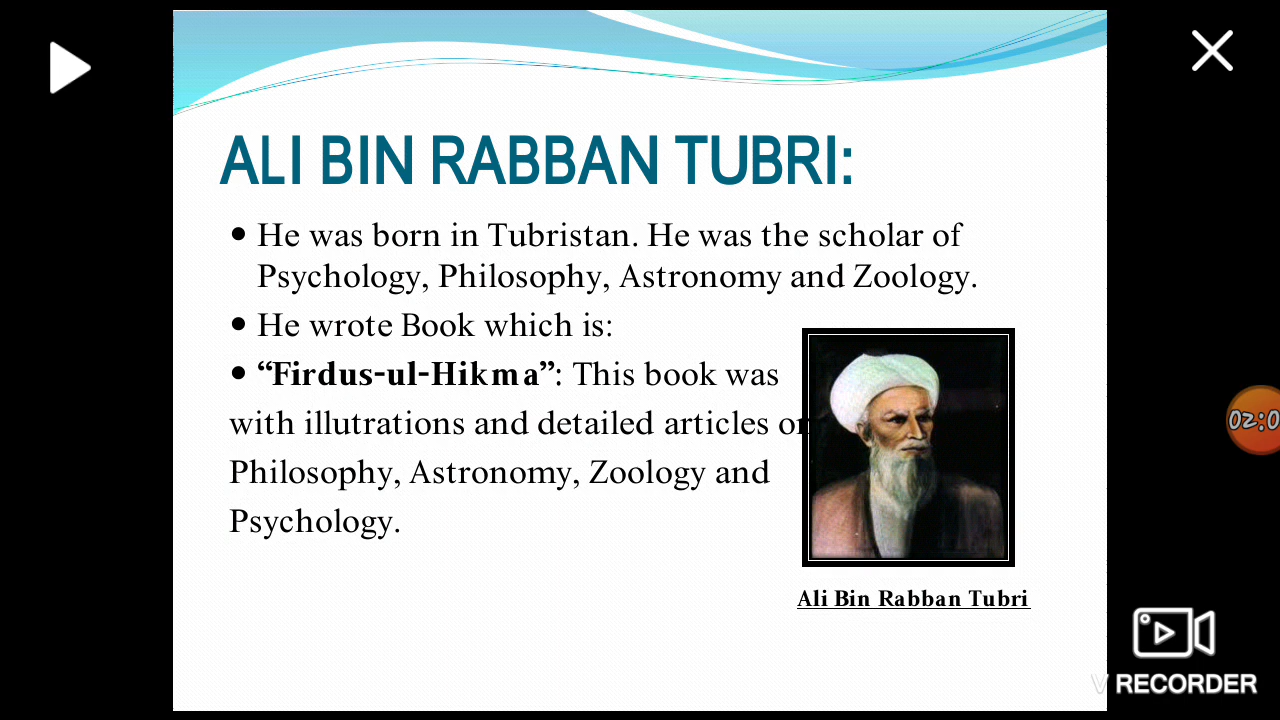 ALI BIN RABBAN TUBRI:
• He was born in Tubristan. He was the scholar of
Psychology, Philosophy, Astronomy and Zoology.
• He wrote Book which is:
• “Firdus-ul-Hikma”: This book was
with illutrations and detailed articles on
Philosophy, Astronomy, Zoology and
Psychology.
Ali Bin Rabban Tubri
02:0
V RECORDER